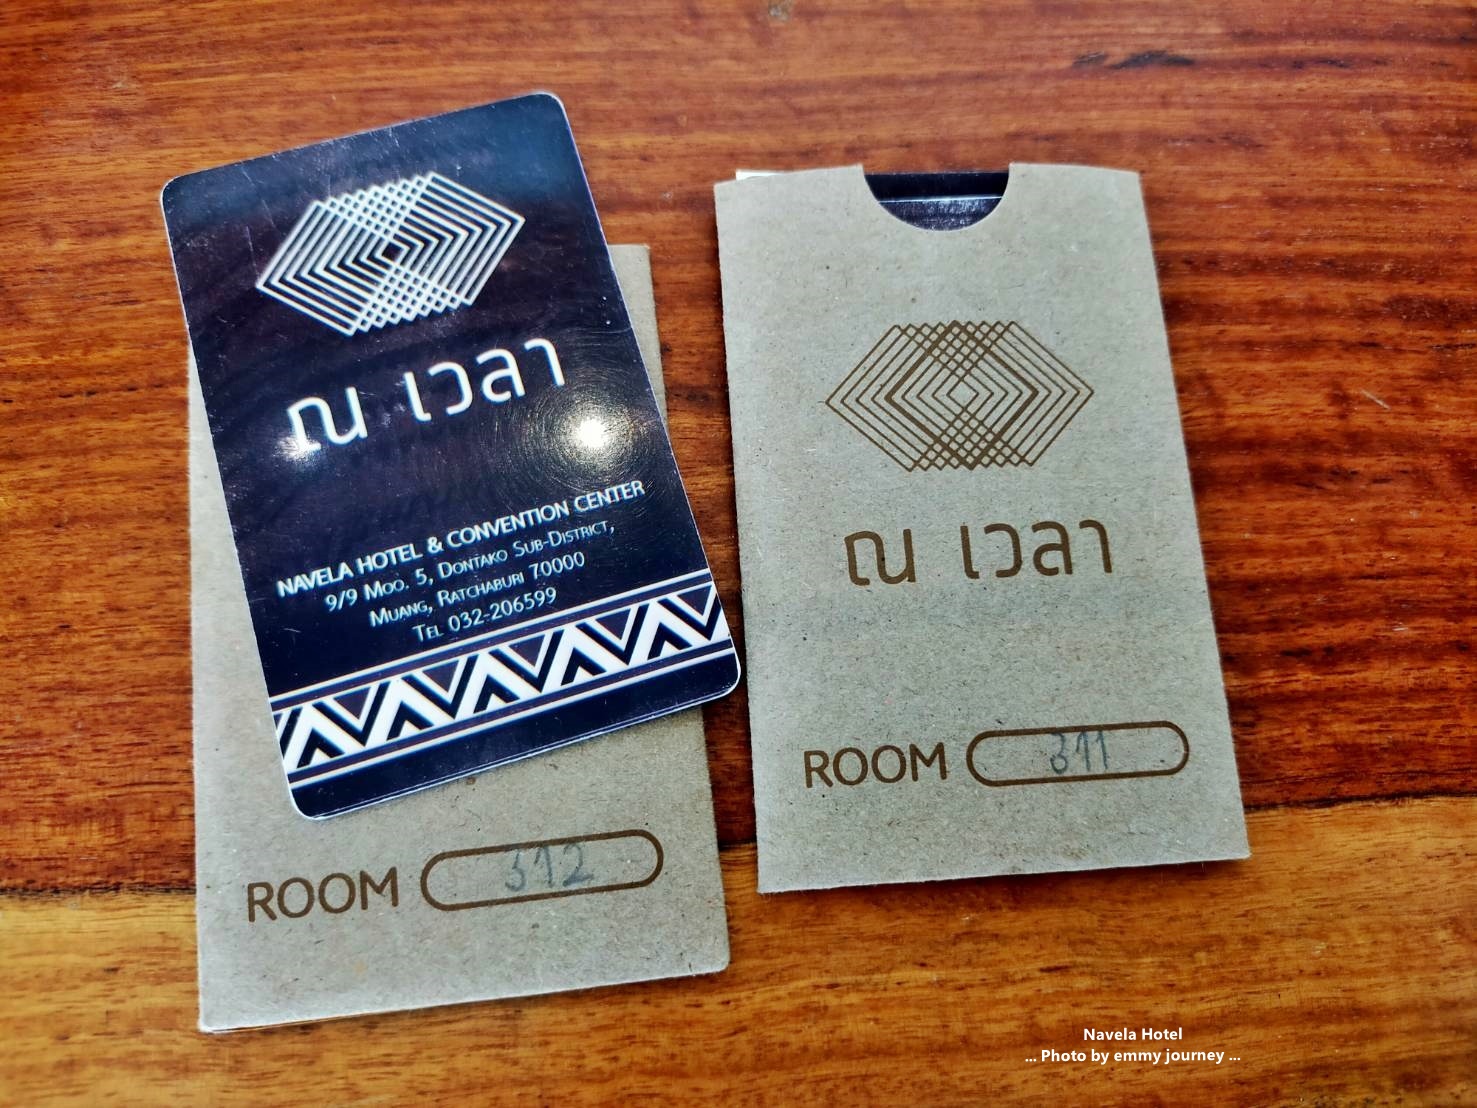 ณ เวลา
NAVELA HOTEL & CONVENTION CENTER
9/9 MOO. 5, DONTAKO SUB-DISTRICT,
MUANG, RATCHABURI 70000
TEL 032-206599
ROOM 312
ณ เวลา
ROOM 311
Navela Hotel
... Photo by emmy journey ...